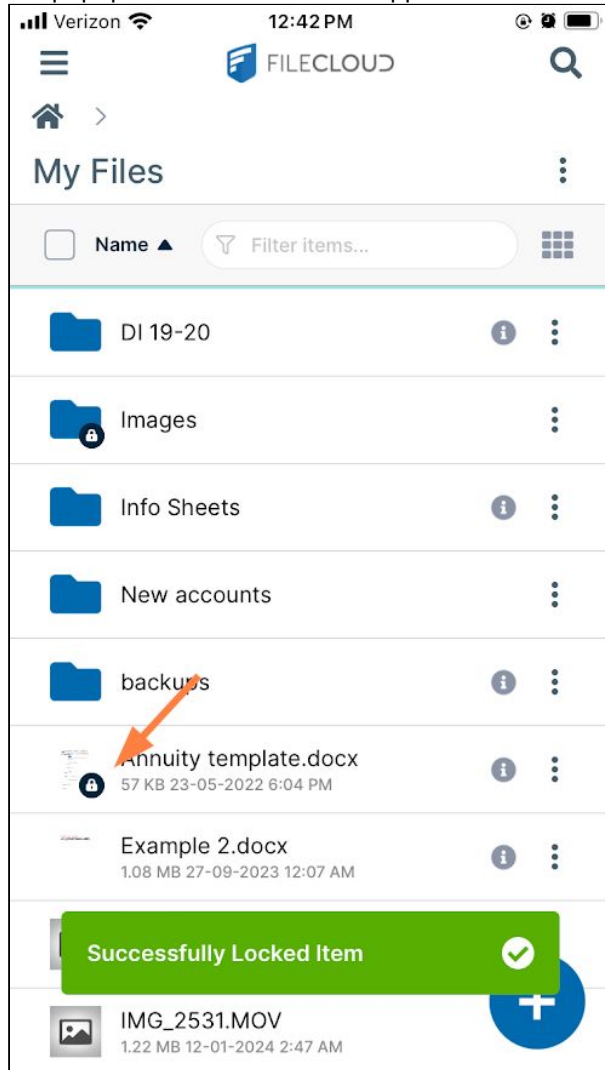 Verizon 12:42 PM
FILECLOUD
My Files
Name ▲ Filter items...
DI 19-20
Images
Info Sheets
New accounts
backups
Annuity template.docx
57 KB 23-05-2022 6:04 PM
Example 2.docx
1.08 MB 27-09-2023 12:07 AM
Successfully Locked Item
IMG_2531.MOV
1.22 MB 12-01-2024 2:47 AM